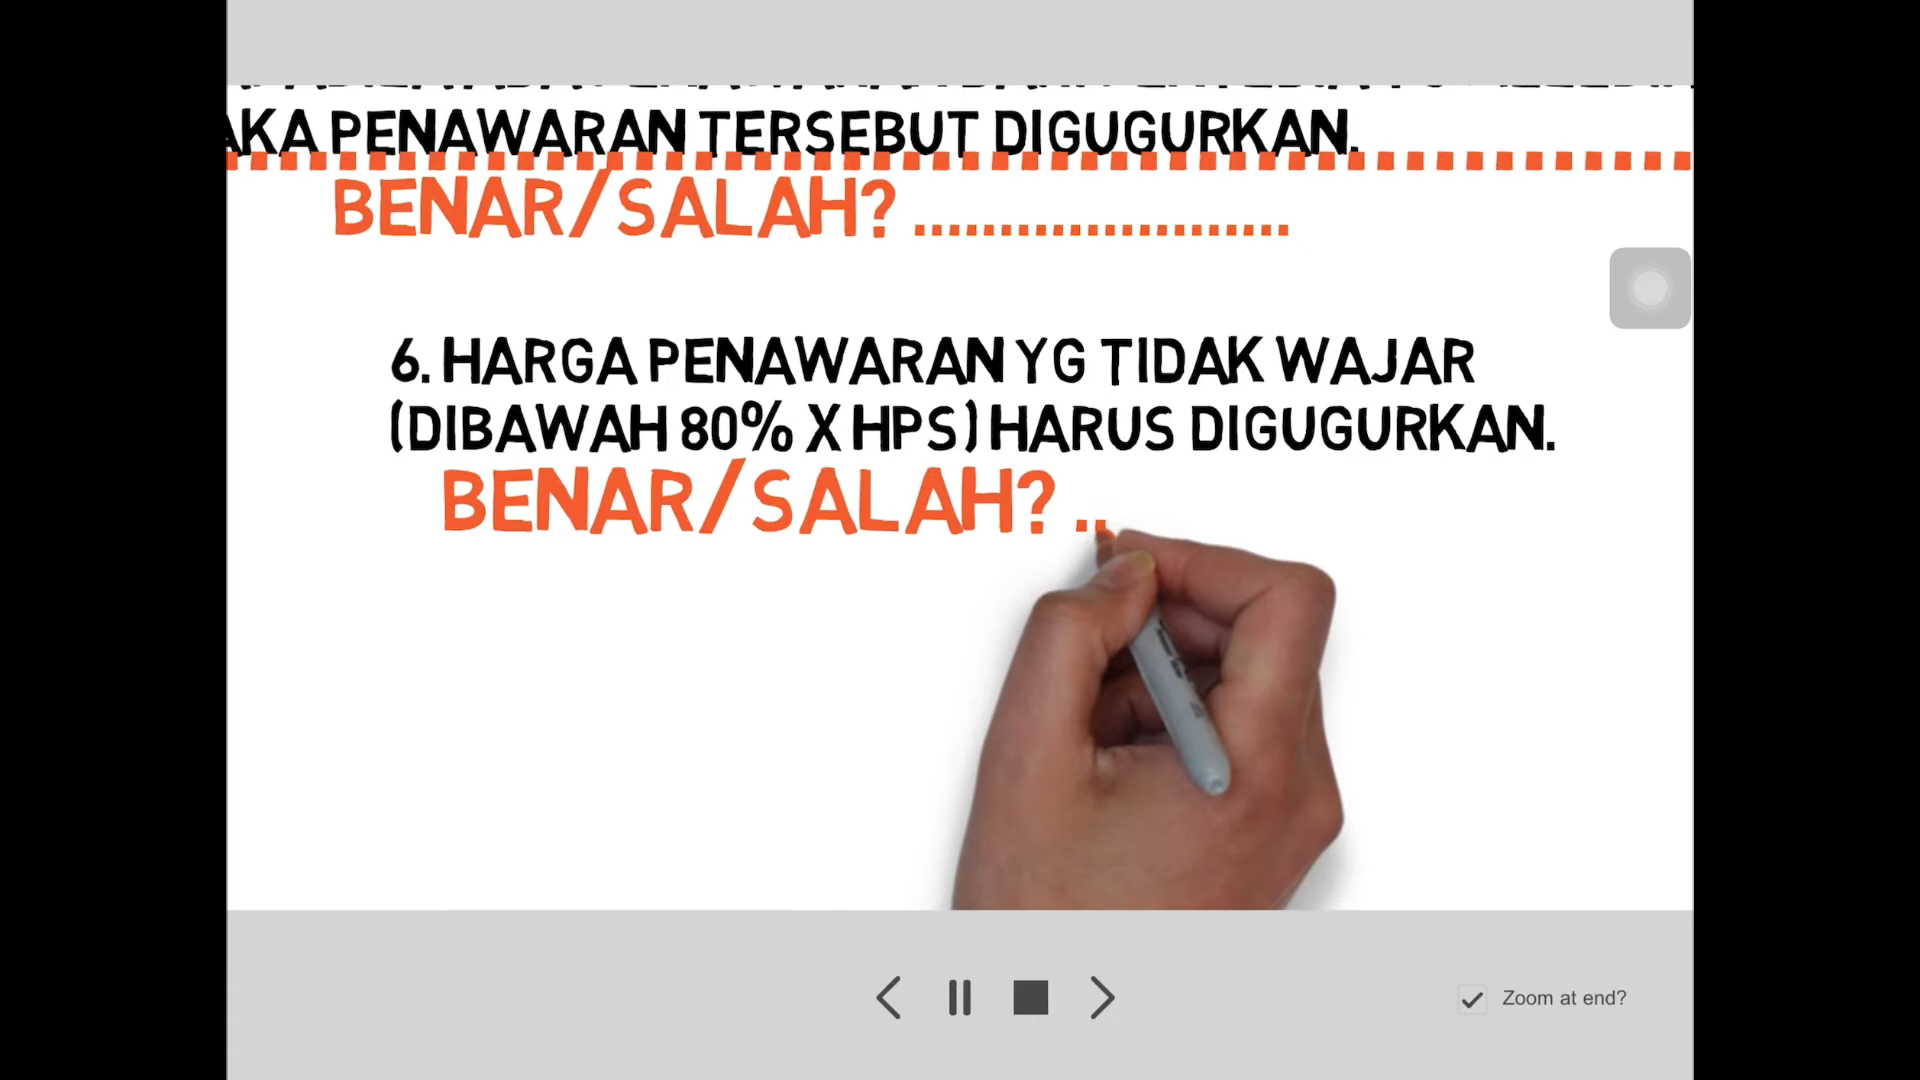 AKA PENAWARAN TERSEBUT DIGUGURKAN.
BENAR/SALAH? ......................
6. HARGA PENAWARAN YG TIDAK WAJAR
(DIBAWAH 80% X HPS) HARUS DIGUGURKAN.
BENAR/SALAH? ..
Zoom at end?